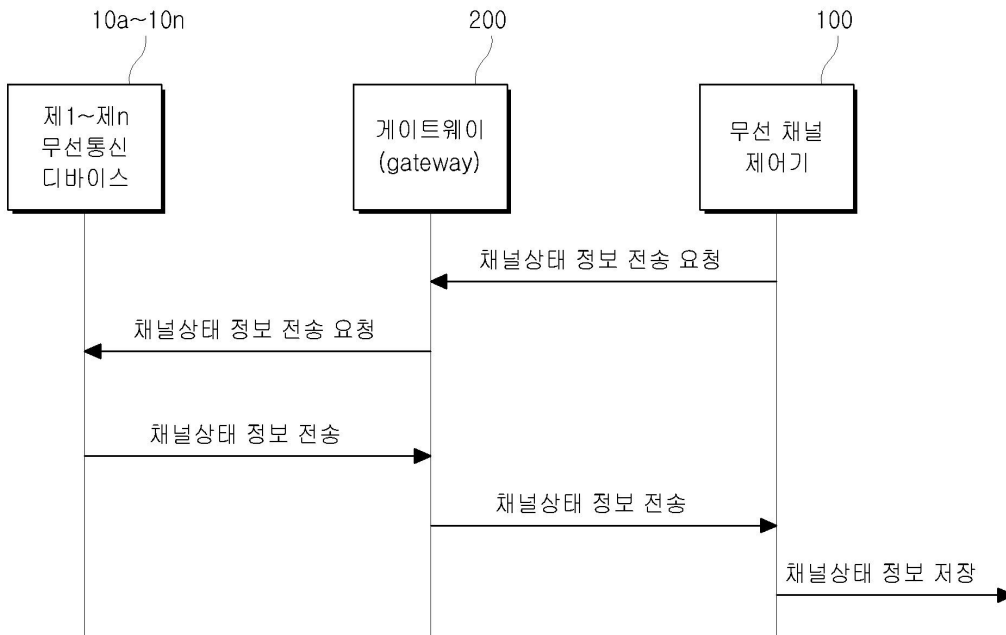 10a~10n
200
100
제1~제n
무선통신
디바이스
게이트웨이
(gateway)
무선 채널
제어기
채널상태 정보 전송 요청
채널상태 정보 전송 요청
채널상태 정보 전송
채널상태 정보 전송
채널상태 정보 저장